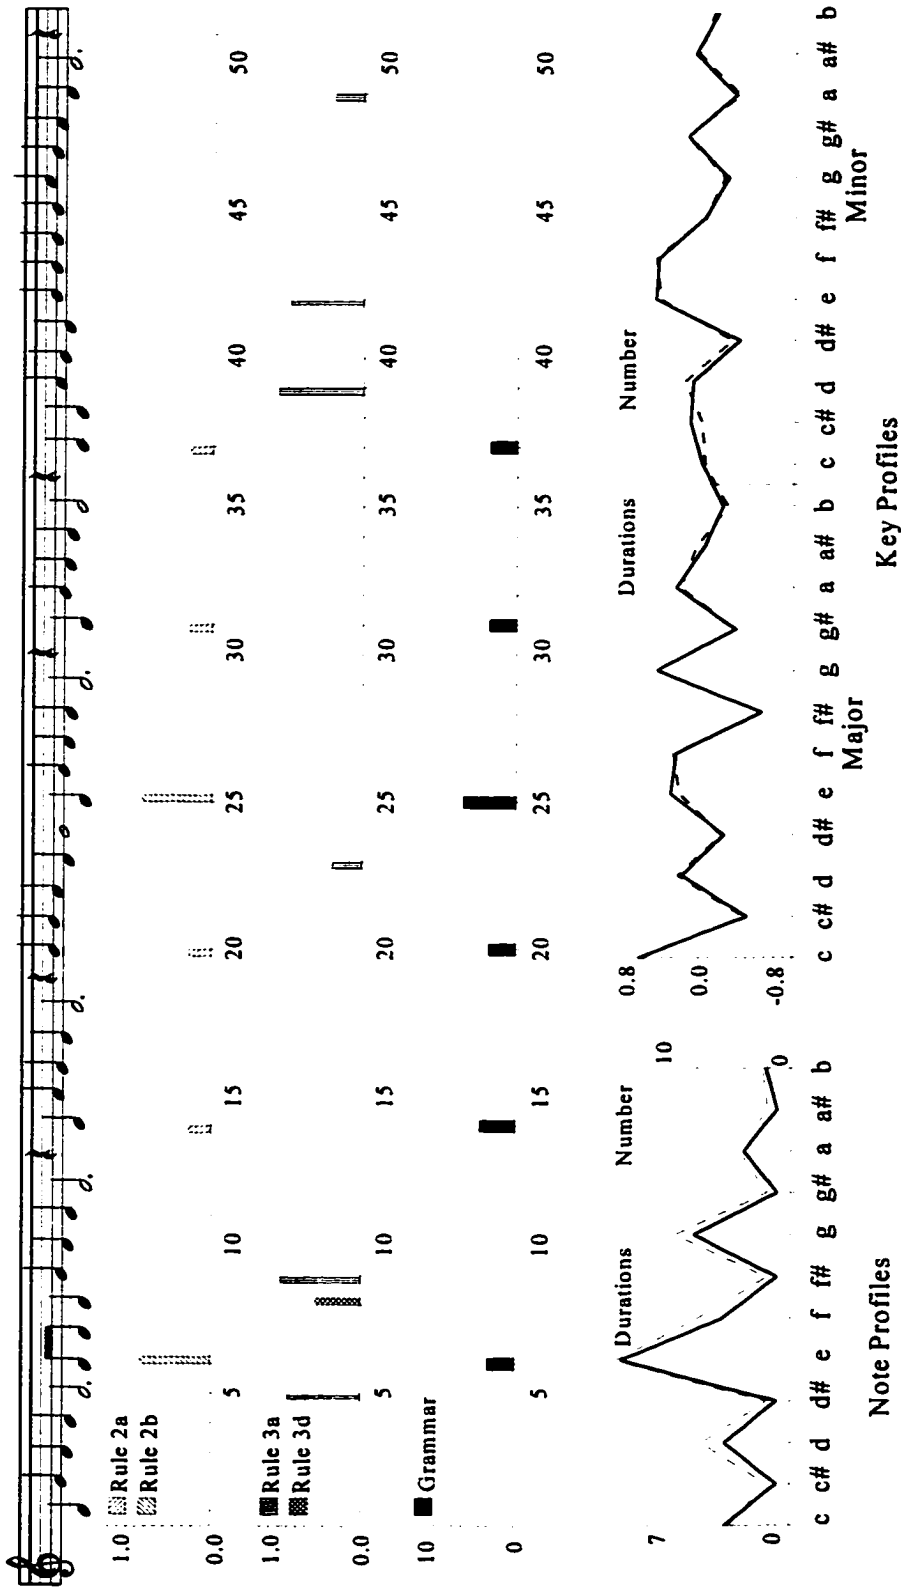 1.0
Rule 2a
Rule 2b
0.0
5 10 15 20 25 30 35 40 45 50
1.0
Rule 3a
Rule 3d
0.0
5 10 15 20 25 30 35 40 45 50
10
Grammar
0
5 10 15 20 25 30 35 40 45 50
Durations Number
7
0
10
0
c c# d d# e f f# g g# a a# b
Note Profiles
Durations Number
0.8
0.0
-0.8
c c# d d# e f f# g g# a a# b c c# d d# e f f# g g# a a# b
Major Minor
Key Profiles